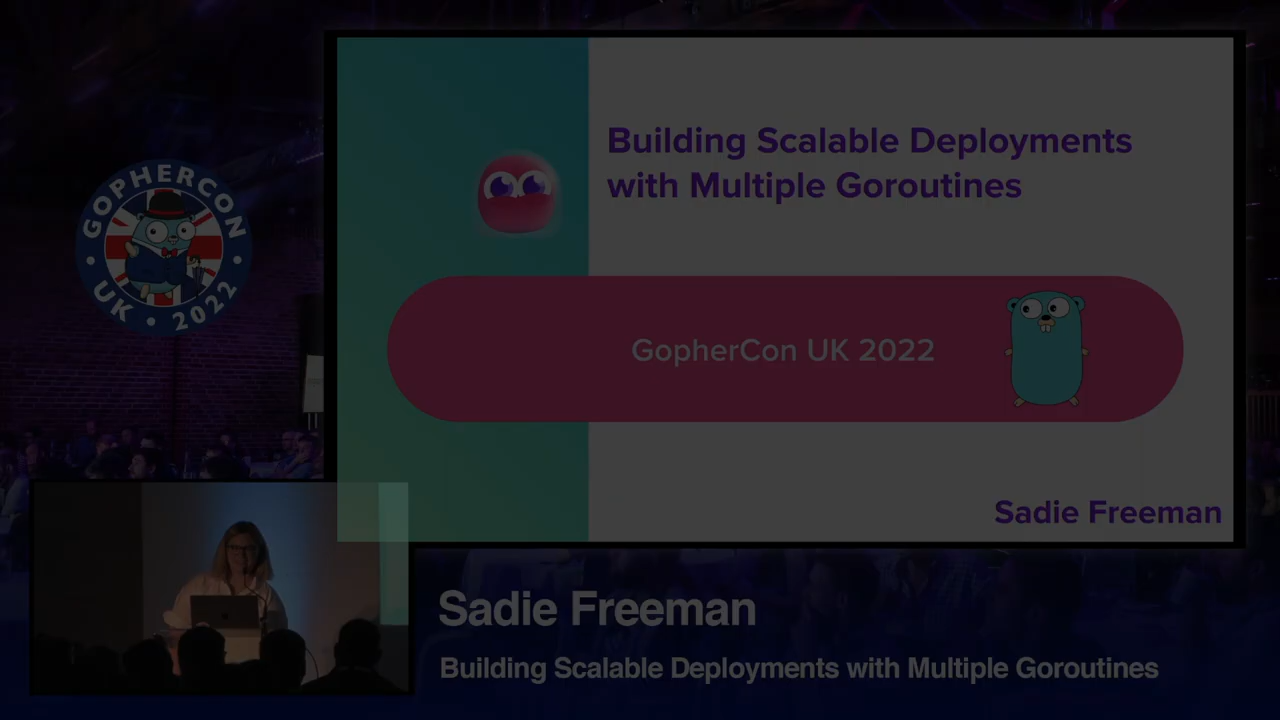 GOPHERCON
UK • 2022
Building Scalable Deployments
with Multiple Goroutines
GopherCon UK 2022
Sadie Freeman
Sadie Freeman
Building Scalable Deployments with Multiple Goroutines